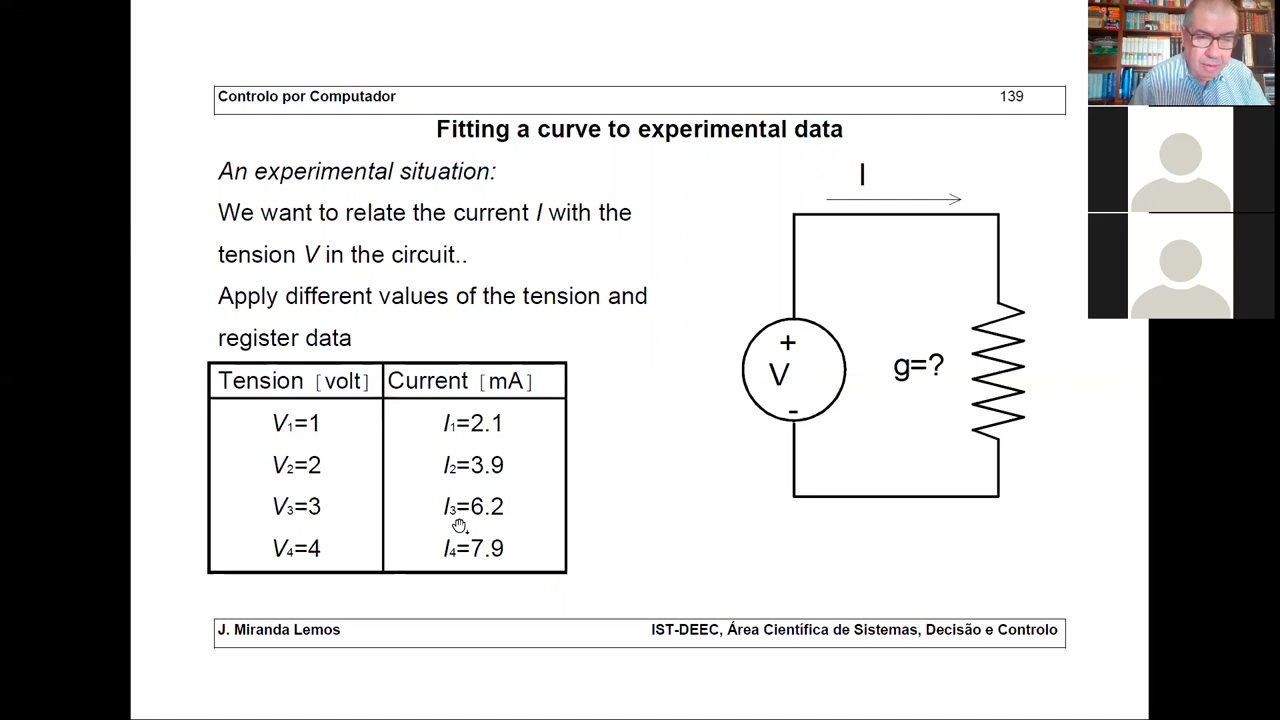 Controlo por Computador 139
Fitting a curve to experimental data
An experimental situation:
We want to relate the current I with the
tension V in the circuit..
Apply different values of the tension and
register data
Tension [volt] Current [mA]
V1=1 I1=2.1
V2=2 I2=3.9
V3=3 I3=6.2
V4=4 I4=7.9
I
+
V
-
g=?
J. Miranda Lemos IST-DEEC, Área Científica de Sistemas, Decisão e Controlo